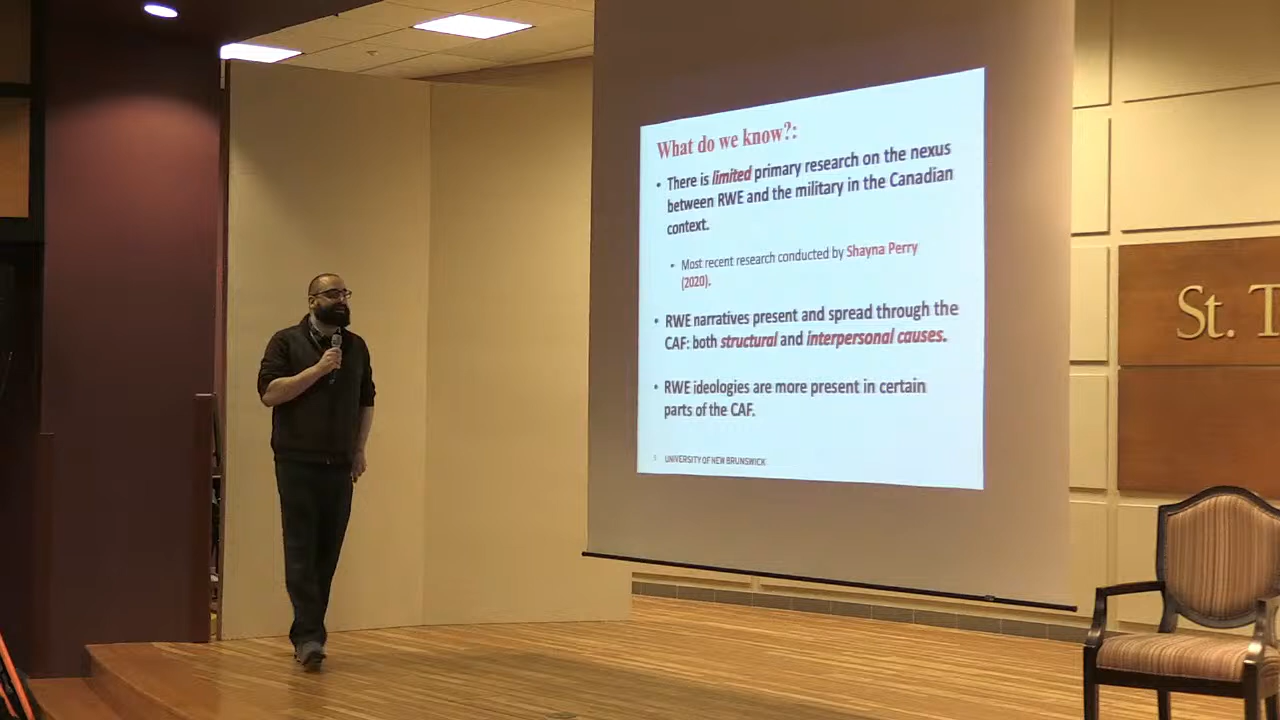 What do we know?:
• There is limited primary research on the nexus
between RWE and the military in the Canadian
context.
• Most recent research conducted by Shayna Perry
(2020).
• RWE narratives present and spread through the
CAF: both structural and interpersonal causes.
• RWE ideologies are more present in certain
parts of the CAF.
UNIVERSITY OF NEW BRUNSWICK
St. T